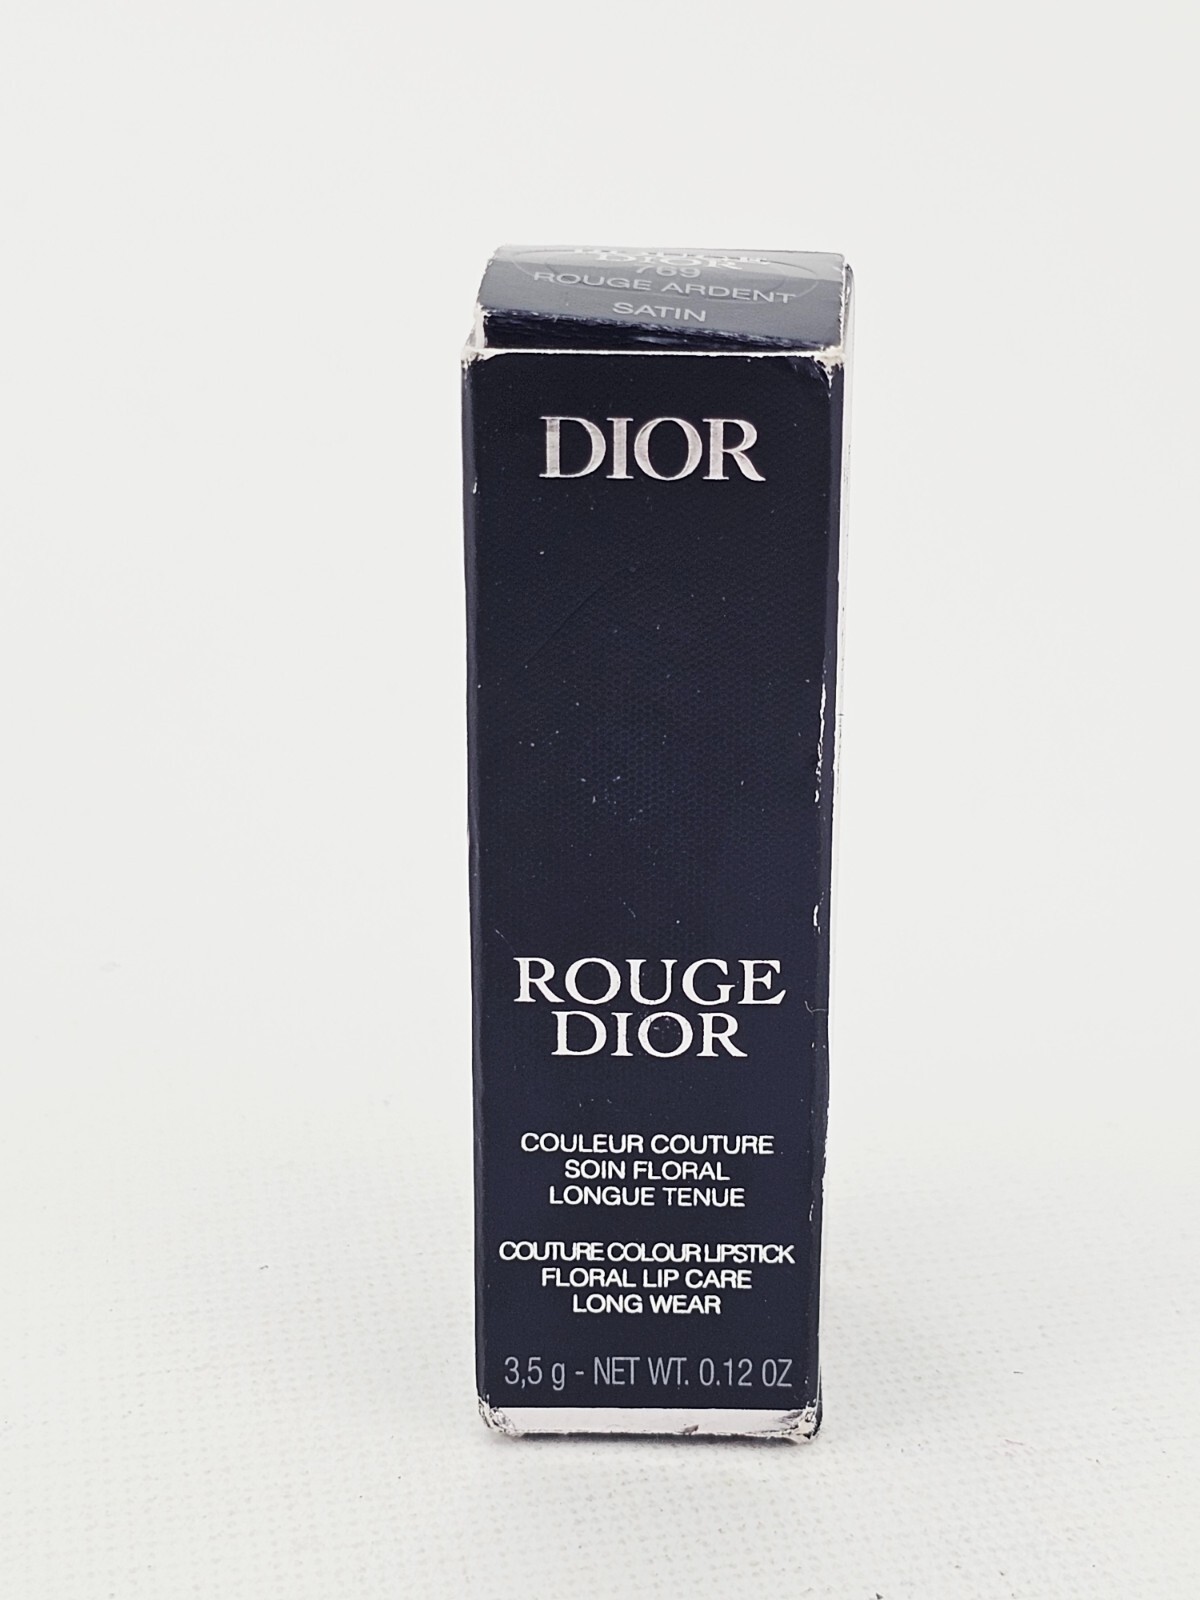 ROUGE
DIOR
769
ROUGE ARDENT
SATIN
DIOR
ROUGE
DIOR
COULEUR COUTURE
SOIN FLORAL
LONGUE TENUE
COUTURE COLOUR LIPSTICK
FLORAL LIP CARE
LONG WEAR
3,5 g - NET WT. 0.12 OZ